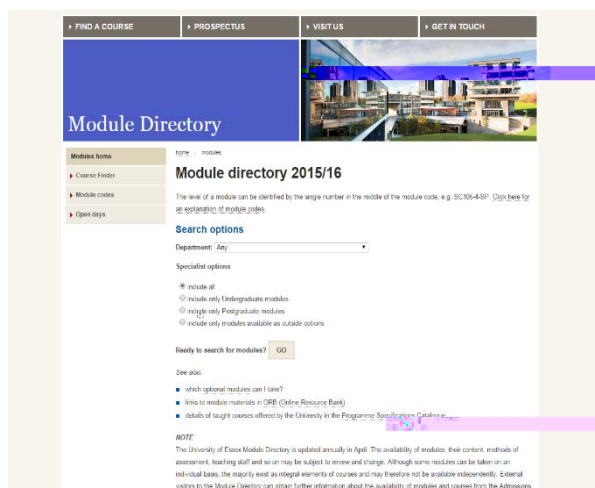 FIND A COURSE
PROSPECTUS
VISIT US
GET IN TOUCH
Module Directory
Modules home
Course Finder
Module codes
Open days
home modules
Module directory 2015/16
The level of a module can be identified by the single number in the middle of the module code, e.g. SC105-4-SP. Click here for
an explanation of module codes.
Search options
Department: Any
Specialist options
include all
include only Undergraduate modules
include only Postgraduate modules
include only modules available as outside options
Ready to search for modules? GO
See also:
which optional modules can I take?
links to module materials in ORB (Online Resource Bank)
details of taught courses offered by the University in the Programme Specifications Catalogue
NOTE
The University of Essex Module Directory is updated annually in April. The availability of modules, their content, methods of
assessment, teaching staff and so on may be subject to review and change. Although some modules can be taken on an
individual basis, the majority exist as integral elements of courses and may therefore not be available independently. External
visitors to the Module Directory can obtain further information about the availability of modules and courses from the Admissions